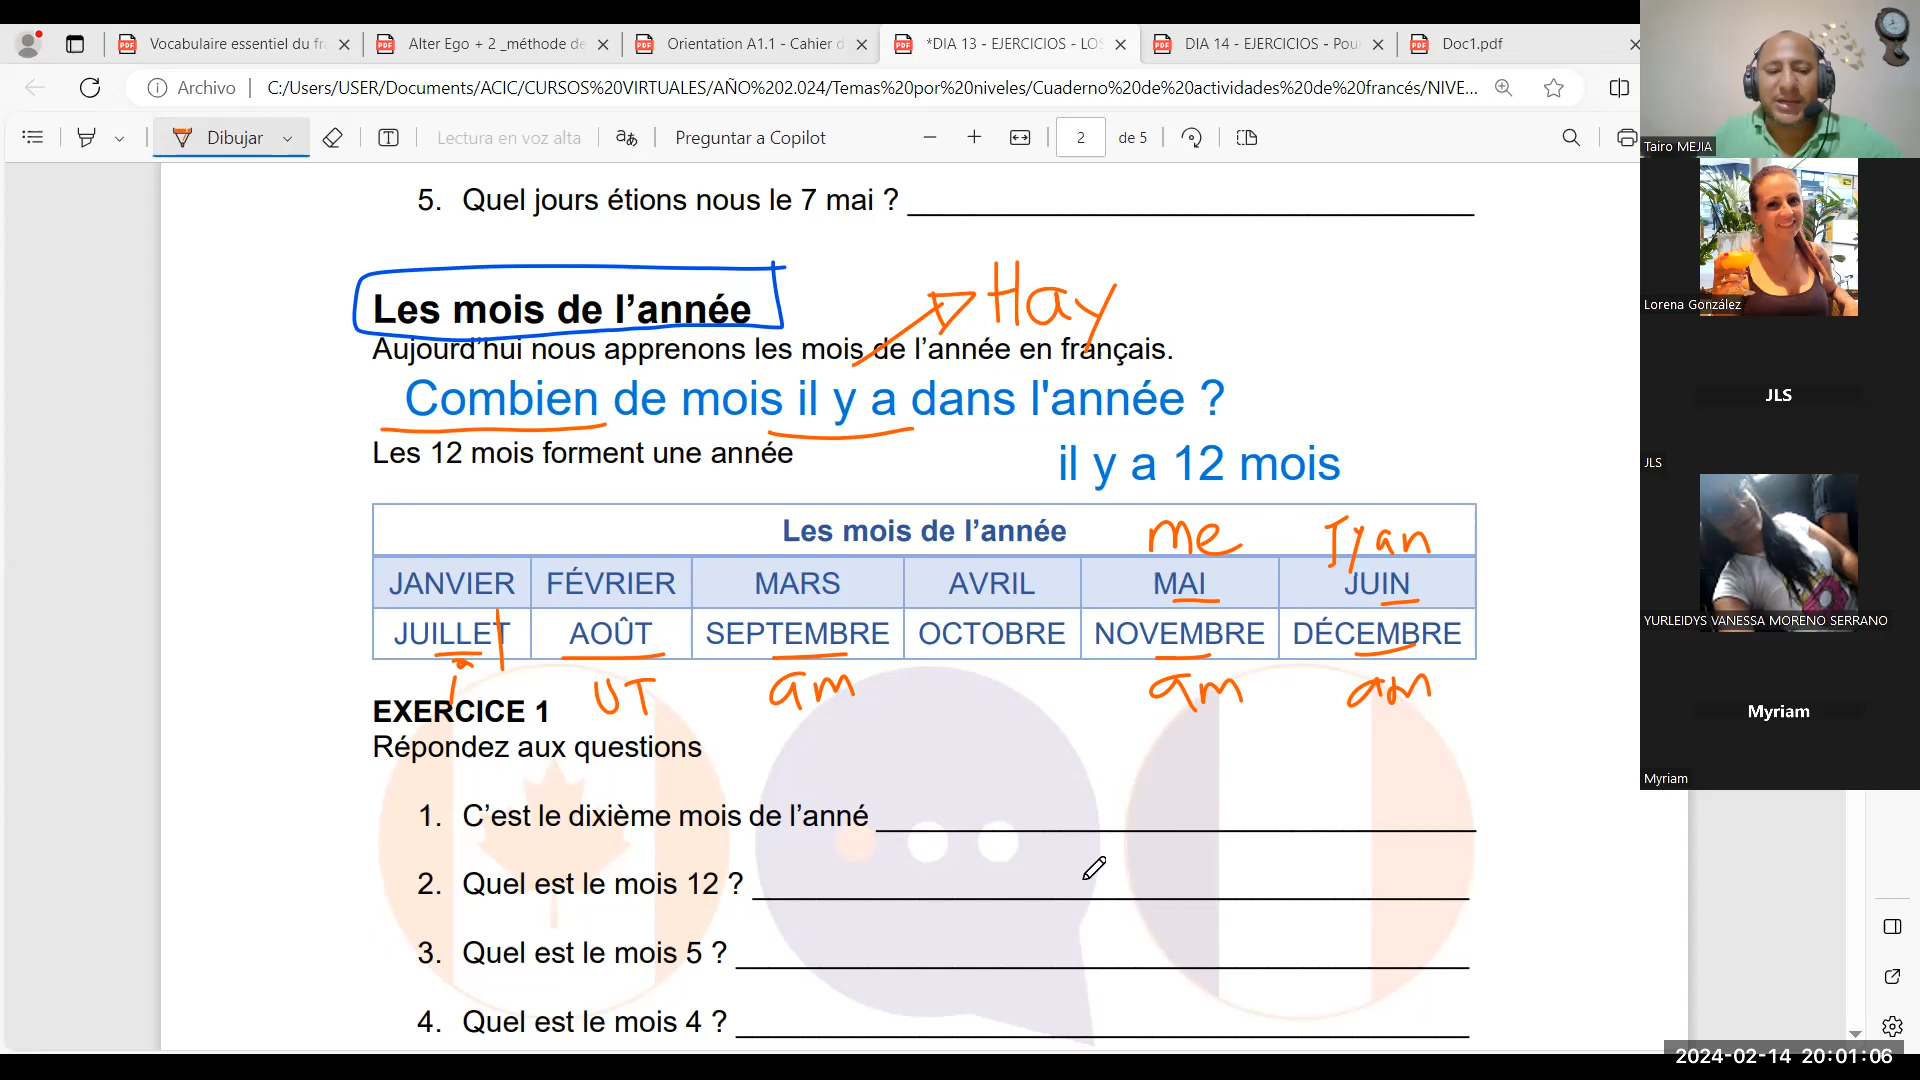 Vocabulaire essentiel du fr
Alter Ego + 2 _méthode de
Orientation A1.1 - Cahier d
*DIA 13 - EJERCICIOS - LOS
DIA 14 - EJERCICIOS - Pou
Doc1.pdf
Archivo
C:/Users/USER/Documents/ACIC/CURSOS%20VIRTUALES/AÑO%202.024/Temas%20por%20niveles/Cuaderno%20de%20actividades%20de%20francés/NIVE...
Dibujar
Lectura en voz alta
Preguntar a Copilot
2
de 5
5. Quel jours étions nous le 7 mai ?
Hay
Les mois de l’année
Aujourd’hui nous apprenons les mois de l’année en français.
Combien de mois il y a dans l'année ?
Les 12 mois forment une année
il y a 12 mois
Les mois de l’année
me
Iyan
JANVIER FÉVRIER MARS AVRIL MAI JUIN
JUILLET AOÛT SEPTEMBRE OCTOBRE NOVEMBRE DÉCEMBRE
i
UT
am
am
am
EXERCICE 1
Répondez aux questions
1. C’est le dixième mois de l’anné
2. Quel est le mois 12 ?
3. Quel est le mois 5 ?
4. Quel est le mois 4 ?
Tairo MEJIA
Lorena González
JLS
JLS
YURLEIDYS VANESSA MORENO SERRANO
Myriam
Myriam
2024-02-14 20:01:06